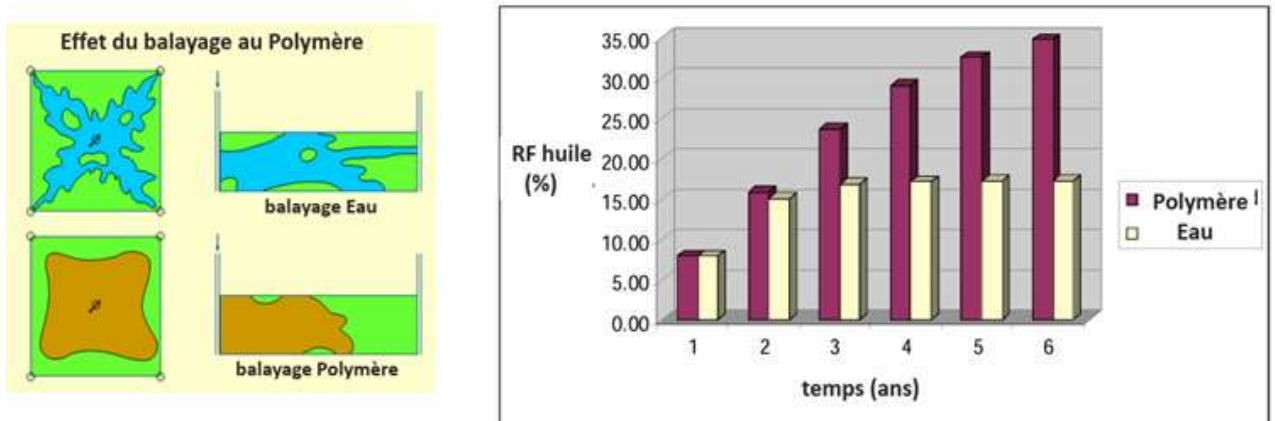 Effet du balayage au Polymère
balayage Eau
balayage Polymère
35.00
30.00
25.00
20.00
15.00
10.00
5.00
0.00
RF huile
(%)
1 2 3 4 5 6
temps (ans)
Polymère
Eau